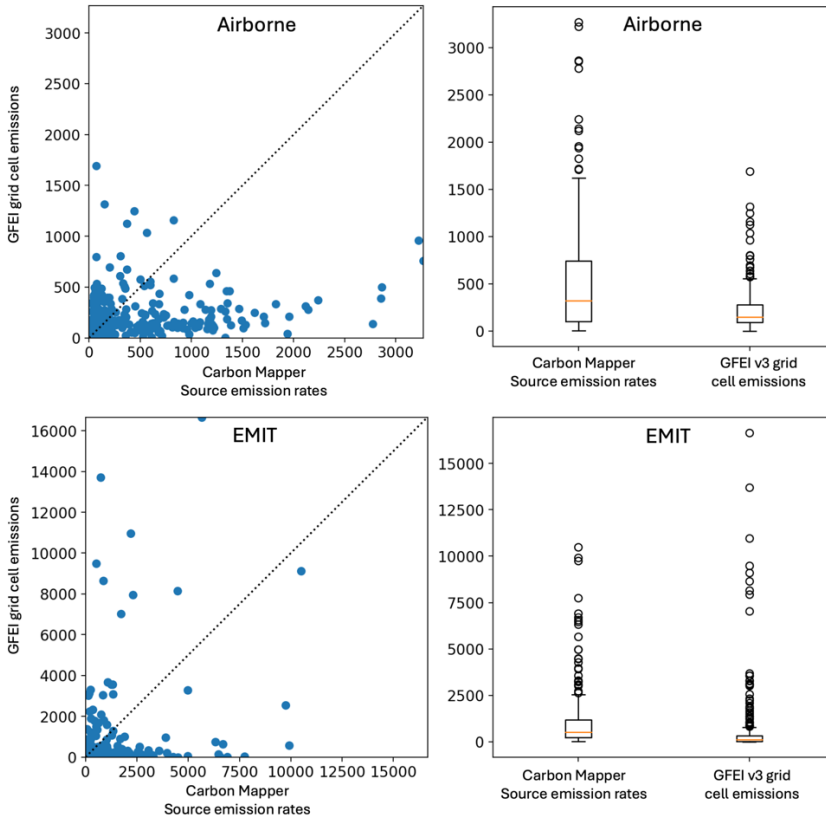 Airborne
GFEI grid cell emissions
3000
2500
2000
1500
1000
500
0
0 500 1000 1500 2000 2500 3000
Carbon Mapper
Source emission rates
Airborne
3000
2500
2000
1500
1000
500
0
Carbon Mapper
Source emission rates
GFEI v3 grid
cell emissions
EMIT
GFEI grid cell emissions
16000
14000
12000
10000
8000
6000
4000
2000
0
0 2500 5000 7500 10000 12500 15000
Carbon Mapper
Source emission rates
EMIT
15000
12500
10000
7500
5000
2500
0
Carbon Mapper
Source emission rates
GFEI v3 grid
cell emissions